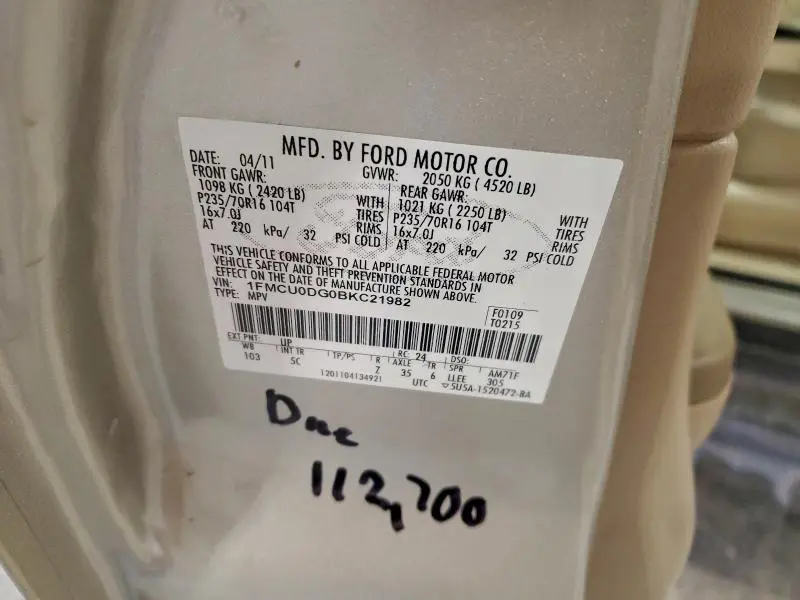 MFD. BY FORD MOTOR CO.
DATE: 04/11 GVWR: 2050 KG ( 4520 LB)
FRONT GAWR: REAR GAWR:
1098 KG ( 2420 LB) WITH 1021 KG ( 2250 LB) WITH
P235/70R16 104T TIRES P235/70R16 104T TIRES
16x7.0J RIMS 16x7.0J RIMS
AT 220 kPa/ 32 PSI COLD AT 220 kPa/ 32 PSI COLD
THIS VEHICLE CONFORMS TO ALL APPLICABLE FEDERAL MOTOR
VEHICLE SAFETY AND THEFT PREVENTION STANDARDS IN
EFFECT ON THE DATE OF MANUFACTURE SHOWN ABOVE.
VIN: 1FMCU0DG0BKC21982
TYPE: MPV F0109
T0215
EXT PNT: UP RC: 24 DSO:
WB INT TR TP/PS R AXLE TR SPR AM71F
103 5C Z 35 6 LLEE 305
1201104134921 UTC ▽5U5A-1520472-BA
Due
112,700